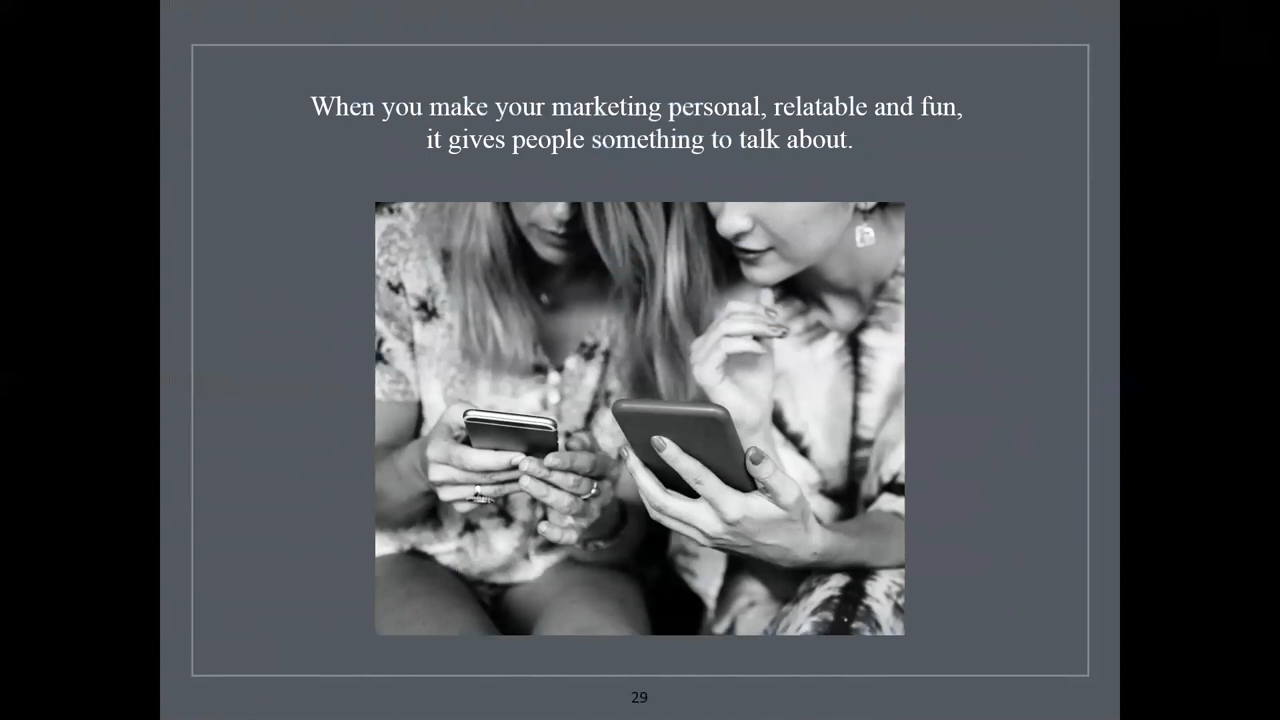 When you make your marketing personal, relatable and fun,
it gives people something to talk about.
29